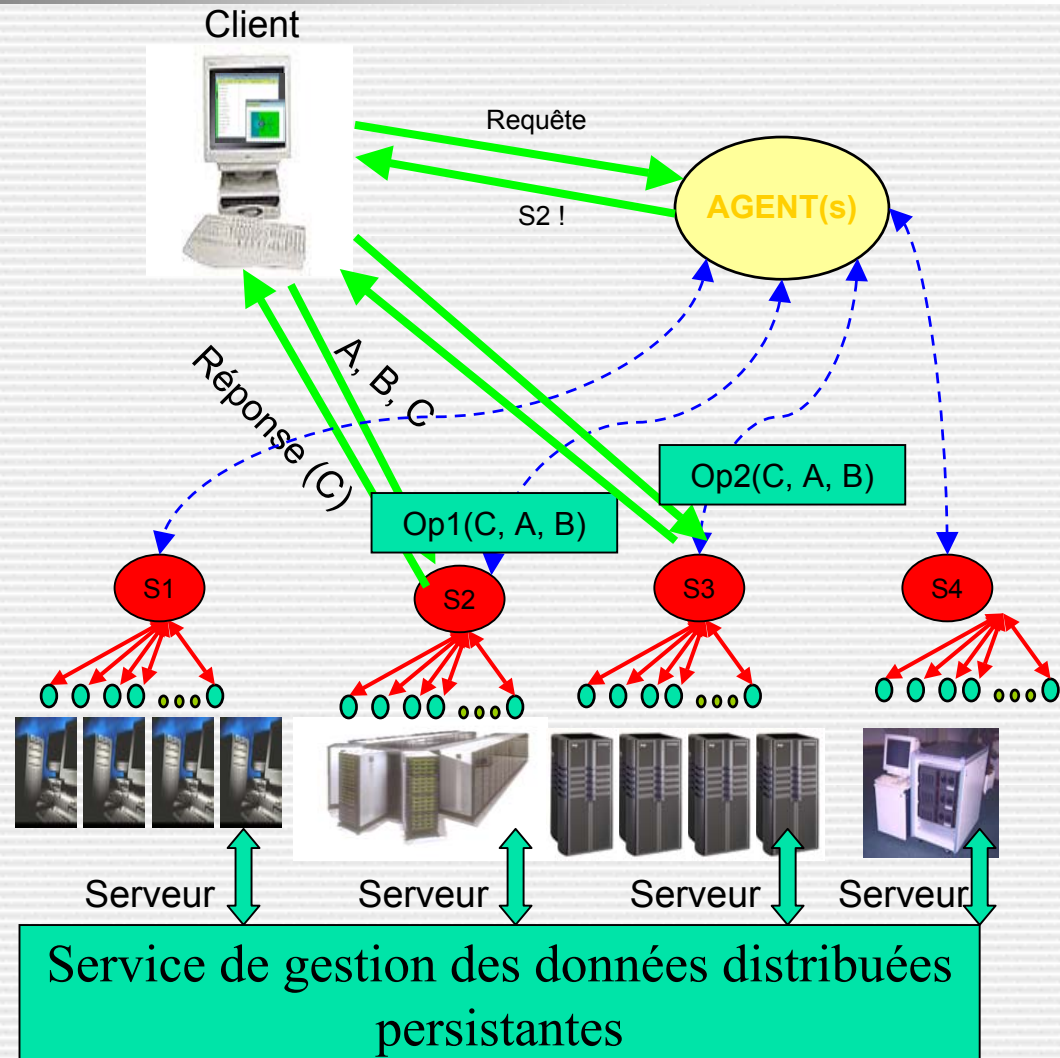 Client
Requête
AGENT(s)
S2 !
A, B, C
Réponse (C)
Op2(C, A, B)
Op1(C, A, B)
S1
S2
S3
S4
Serveur
Serveur
Serveur
Serveur
Service de gestion des données distribuées
persistantes